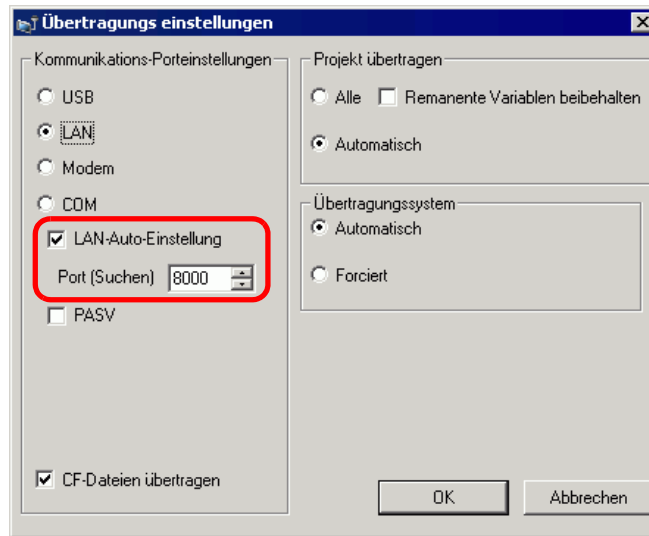 Übertragungs einstellungen
Kommunikations-Porteinstellungen
USB
LAN
Modem
COM
LAN-Auto-Einstellung
Port (Suchen) 8000
PASV
CF-Dateien übertragen
Projekt übertragen
Alle Remanente Variablen beibehalten
Automatisch
Übertragungssystem
Automatisch
Forciert
OK Abbrechen